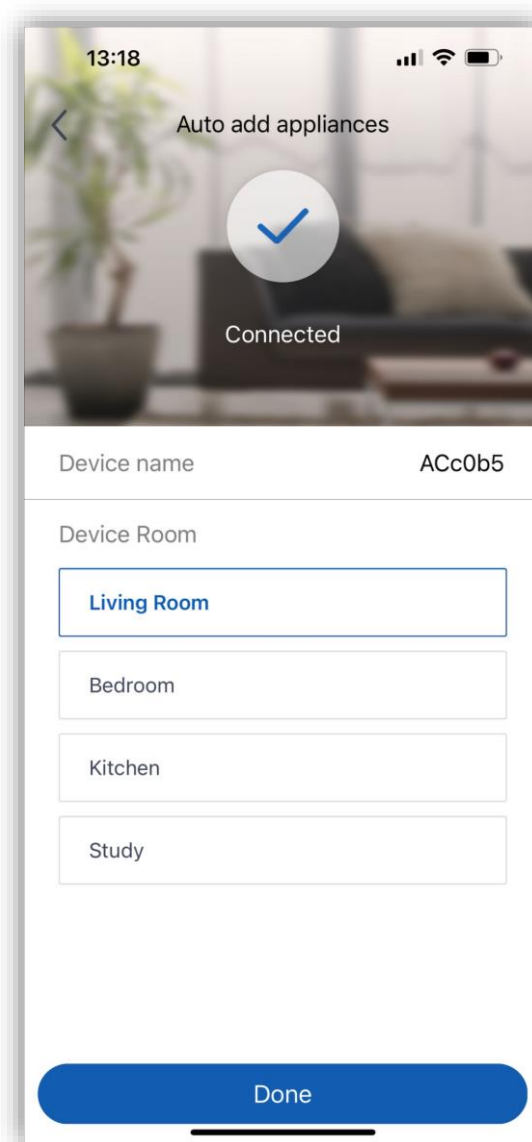 13:18
Auto add appliances
Connected
Device name ACc0b5
Device Room
Living Room
Bedroom
Kitchen
Study
Done